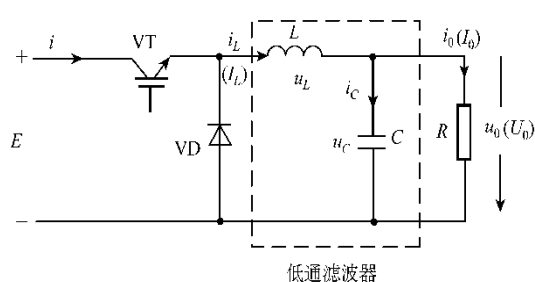 + i VT i_L L i_0(I_0)
(I_L) u_L i_C
E VD u_C C R u_0(U_0)
−
低通滤波器